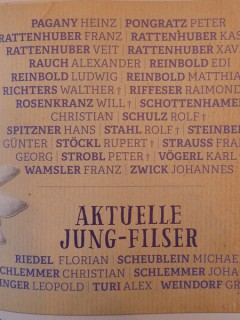 PAGANY HEINZ | PONGRATZ PETER
RATTENHUBER FRANZ | RATTENHUBER KAS
RATTENHUBER VEIT | RATTENHUBER XAV
RAUCH ALEXANDER | REINBOLD EDI
REINBOLD LUDWIG | REINBOLD MATTHIA
RICHTERS WALTHER † | RIFFESER RAIMOND
ROSENKRANZ WILL † | SCHOTTENHAME
CHRISTIAN | SCHULZ ROLF †
SPITZNER HANS | STAHL ROLF † | STEINBE
GÜNTER | STÖCKL RUPERT † | STRAUSS FRAN
GEORG | STROBL PETER † | VÖGERL KARL
WAMSLER FRANZ | ZWICK JOHANNES
AKTUELLE
JUNG-FILSER
RIEDEL FLORIAN | SCHEUBLEIN MICHAE
SCHLEMMER CHRISTIAN | SCHLEMMER JOHA
INGER LEOPOLD | TURI ALEX | WEINDORF GR